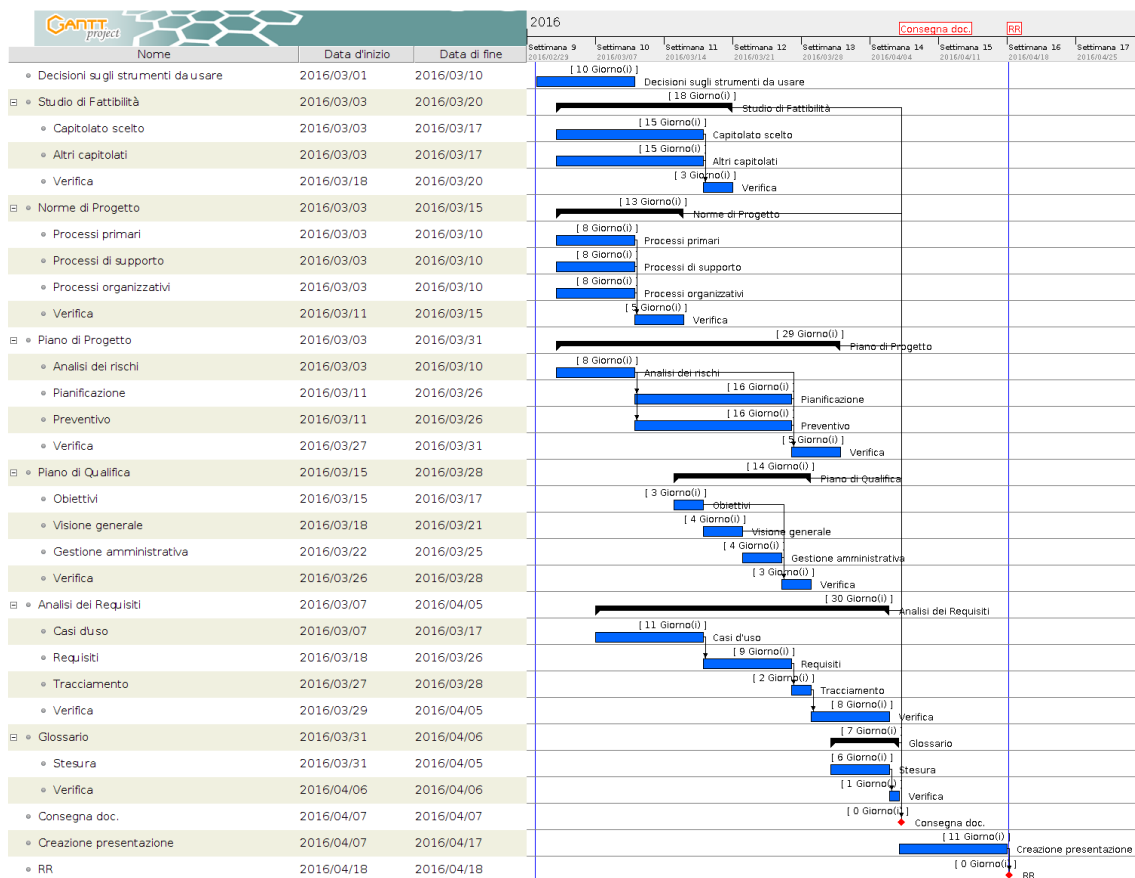 GANTT
project
2016
Consegna doc.
RR
Nome Data d'inizio Data di fine
Settimana 9 Settimana 10 Settimana 11 Settimana 12 Settimana 13 Settimana 14 Settimana 15 Settimana 16 Settimana 17
2016/02/29 2016/03/07 2016/03/14 2016/03/21 2016/03/28 2016/04/04 2016/04/11 2016/04/18 2016/04/25
Decisioni sugli strumenti da usare 2016/03/01 2016/03/10 [ 10 Giorno(i) ] Decisioni sugli strumenti da usare
Studio di Fattibilità 2016/03/03 2016/03/20 [ 18 Giorno(i) ] Studio di Fattibilità
Capitolato scelto 2016/03/03 2016/03/17 [ 15 Giorno(i) ] Capitolato scelto
Altri capitolati 2016/03/03 2016/03/17 [ 15 Giorno(i) ] Altri capitolati
Verifica 2016/03/18 2016/03/20 [ 3 Giorno(i) ] Verifica
Norme di Progetto 2016/03/03 2016/03/15 [ 13 Giorno(i) ] Norme di Progetto
Processi primari 2016/03/03 2016/03/10 [ 8 Giorno(i) ] Processi primari
Processi di supporto 2016/03/03 2016/03/10 [ 8 Giorno(i) ] Processi di supporto
Processi organizzativi 2016/03/03 2016/03/10 [ 8 Giorno(i) ] Processi organizzativi
Verifica 2016/03/11 2016/03/15 [ 5 Giorno(i) ] Verifica
Piano di Progetto 2016/03/03 2016/03/31 [ 29 Giorno(i) ] Piano di Progetto
Analisi dei rischi 2016/03/03 2016/03/10 [ 8 Giorno(i) ] Analisi dei rischi
Pianificazione 2016/03/11 2016/03/26 [ 16 Giorno(i) ] Pianificazione
Preventivo 2016/03/11 2016/03/26 [ 16 Giorno(i) ] Preventivo
Verifica 2016/03/27 2016/03/31 [ 5 Giorno(i) ] Verifica
Piano di Qualifica 2016/03/15 2016/03/28 [ 14 Giorno(i) ] Piano di Qualifica
Obiettivi 2016/03/15 2016/03/17 [ 3 Giorno(i) ] Obiettivi
Visione generale 2016/03/18 2016/03/21 [ 4 Giorno(i) ] Visione generale
Gestione amministrativa 2016/03/22 2016/03/25 [ 4 Giorno(i) ] Gestione amministrativa
Verifica 2016/03/26 2016/03/28 [ 3 Giorno(i) ] Verifica
Analisi dei Requisiti 2016/03/07 2016/04/05 [ 30 Giorno(i) ] Analisi dei Requisiti
Casi d'uso 2016/03/07 2016/03/17 [ 11 Giorno(i) ] Casi d'uso
Requisiti 2016/03/18 2016/03/26 [ 9 Giorno(i) ] Requisiti
Tracciamento 2016/03/27 2016/03/28 [ 2 Giorno(i) ] Tracciamento
Verifica 2016/03/29 2016/04/05 [ 8 Giorno(i) ] Verifica
Glossario 2016/03/31 2016/04/06 [ 7 Giorno(i) ] Glossario
Stesura 2016/03/31 2016/04/05 [ 6 Giorno(i) ] Stesura
Verifica 2016/04/06 2016/04/06 [ 1 Giorno(i) ] Verifica
Consegna doc. 2016/04/07 2016/04/07 [ 0 Giorno(i) ] Consegna doc.
Creazione presentazione 2016/04/07 2016/04/17 [ 11 Giorno(i) ] Creazione presentazione
RR 2016/04/18 2016/04/18 [ 0 Giorno(i) ] RR